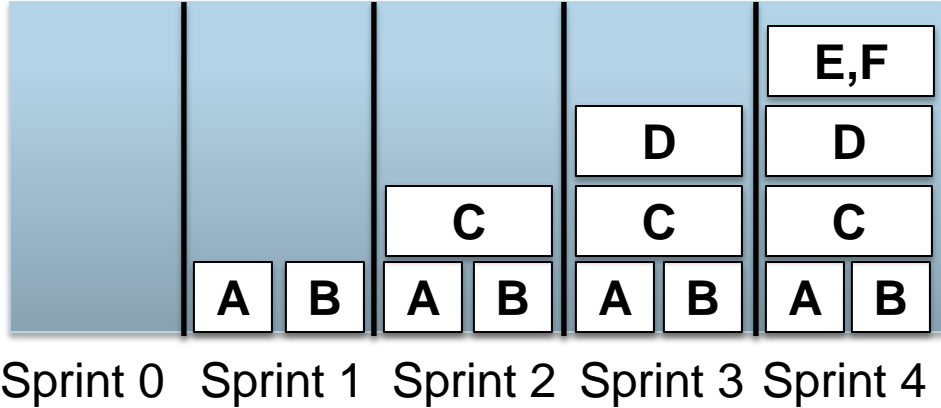 E,F
D D
C C C
A B A B A B A B
Sprint 0 Sprint 1 Sprint 2 Sprint 3 Sprint 4